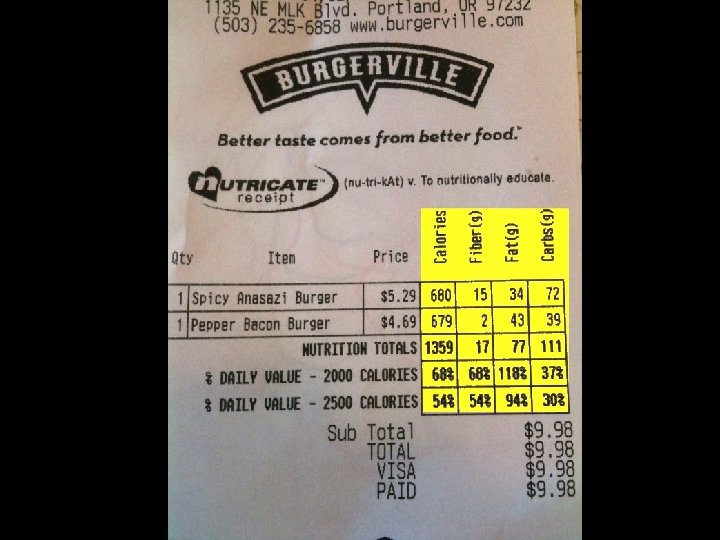 1135 NE MLK Blvd. Portland, OR 97232
(503) 235-6858 www.burgerville.com
BURGERVILLE
Better taste comes from better food.™
NUTRICATE™ receipt (nu-tri-kAt) v. To nutritionally educate.
Qty Item Price Calories Fiber(g) Fat(g) Carbs(g)
1 Spicy Anasazi Burger $5.29 680 15 34 72
1 Pepper Bacon Burger $4.69 679 2 43 39
NUTRITION TOTALS 1359 17 77 111
% DAILY VALUE - 2000 CALORIES 68% 68% 118% 37%
% DAILY VALUE - 2500 CALORIES 54% 54% 94% 30%
Sub Total $9.98
TOTAL $9.98
VISA $9.98
PAID $9.98